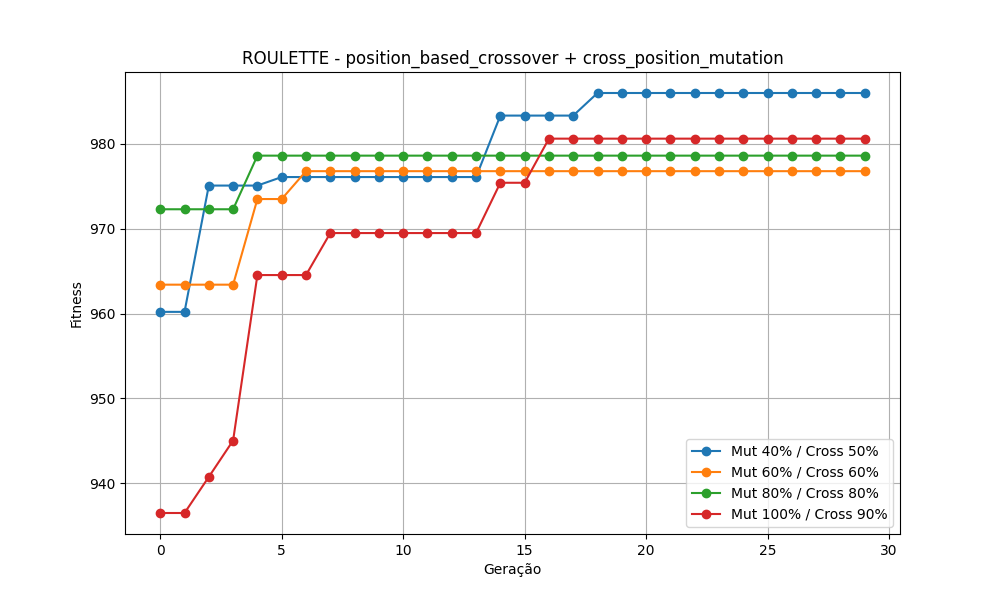 ROULETTE - position_based_crossover + cross_position_mutation
Fitness
980
970
960
950
940
0 5 10 15 20 25 30
Geração
Mut 40% / Cross 50%
Mut 60% / Cross 60%
Mut 80% / Cross 80%
Mut 100% / Cross 90%